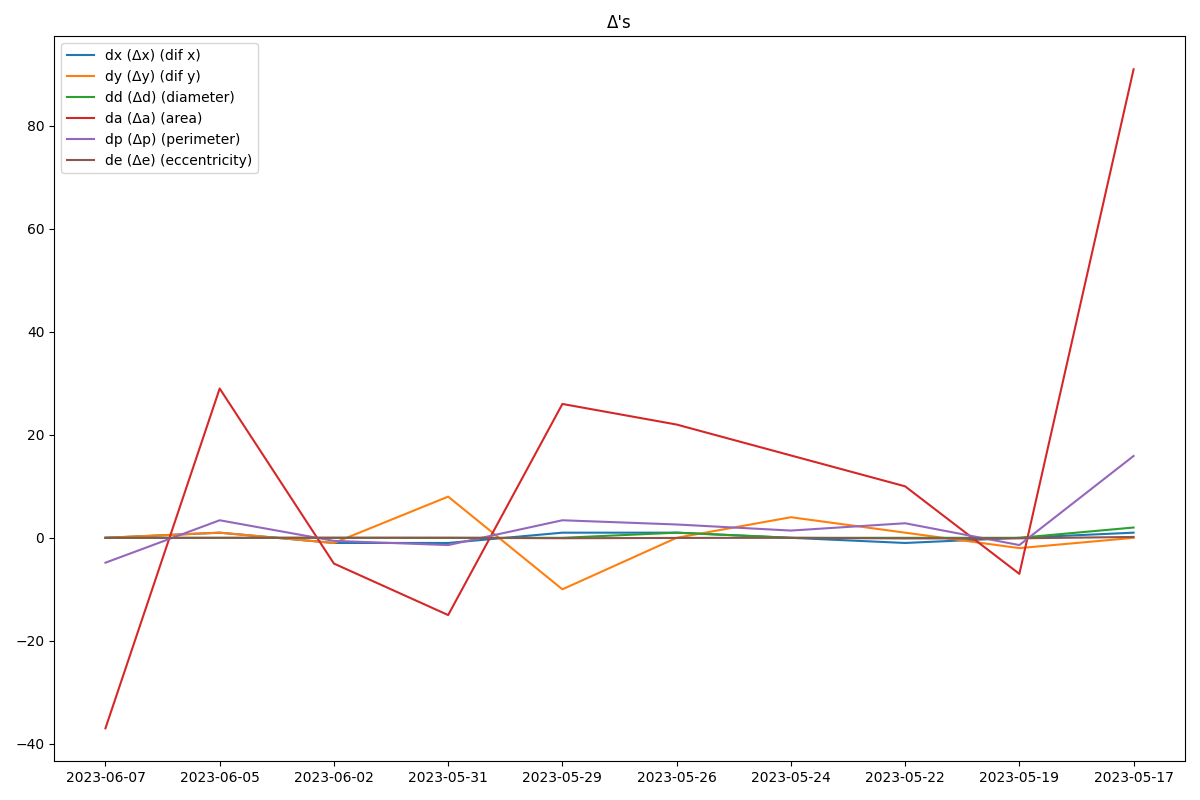 Δ's
dx (Δx) (dif x)
dy (Δy) (dif y)
dd (Δd) (diameter)
da (Δa) (area)
dp (Δp) (perimeter)
de (Δe) (eccentricity)
80
60
40
20
0
−20
−40
2023-06-07 2023-06-05 2023-06-02 2023-05-31 2023-05-29 2023-05-26 2023-05-24 2023-05-22 2023-05-19 2023-05-17